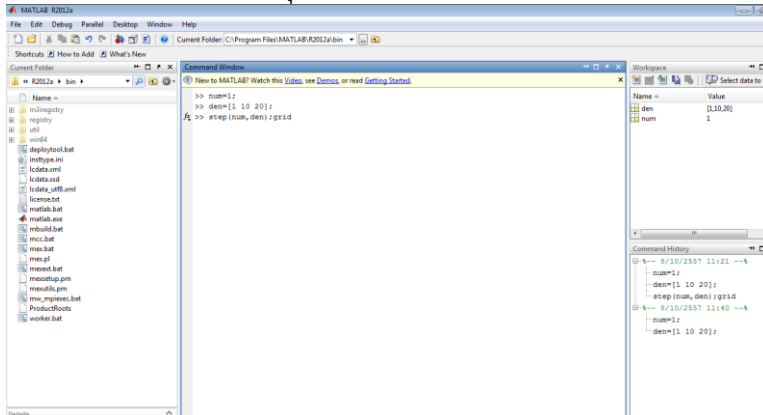 MATLAB R2012a
File Edit Debug Parallel Desktop Window Help
Current Folder: C:\Program Files\MATLAB\R2012a\bin
Shortcuts How to Add What's New
Current Folder
« R2012a ▸ bin ▸
Name
m3iregistry
registry
util
win64
deploytool.bat
insttype.ini
lcdata.xml
lcdata.xsd
lcdata_utf8.xml
license.txt
matlab.bat
matlab.exe
mbuild.bat
mcc.bat
mex.bat
mex.pl
mexext.bat
mexsetup.pm
mexutils.pm
mw_mpiexec.bat
ProductRoots
worker.bat
Details
Command Window
New to MATLAB? Watch this Video, see Demos, or read Getting Started.
>> num=1;
>> den=[1 10 20];
fx >> step(num,den);grid
Workspace
Select data to
Name Value
den [1,10,20]
num 1
Command History
%-- 8/10/2557 11:21 --%
num=1;
den=[1 10 20];
step(num,den);grid
%-- 8/10/2557 11:40 --%
num=1;
den=[1 10 20];